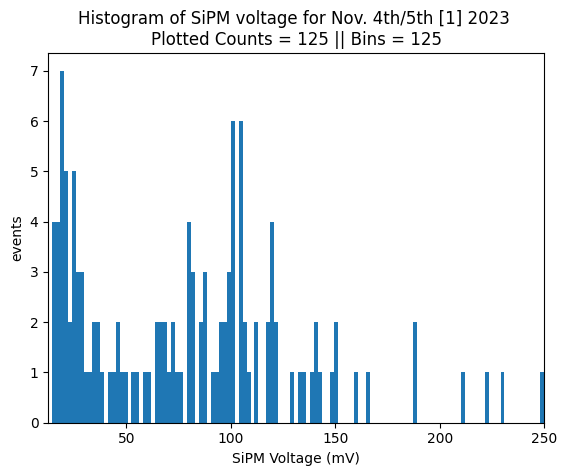 Histogram of SiPM voltage for Nov. 4th/5th [1] 2023
Plotted Counts = 125 || Bins = 125
7
6
5
4
3
2
1
0
events
50 100 150 200 250
SiPM Voltage (mV)